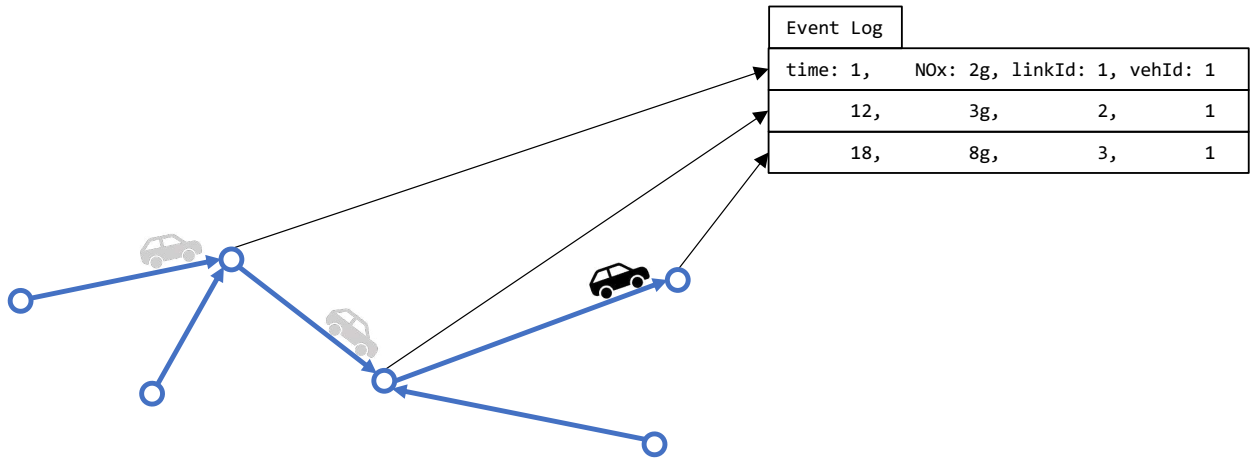 Event Log
time: 1, NOx: 2g, linkId: 1, vehId: 1
12, 3g, 2, 1
18, 8g, 3, 1